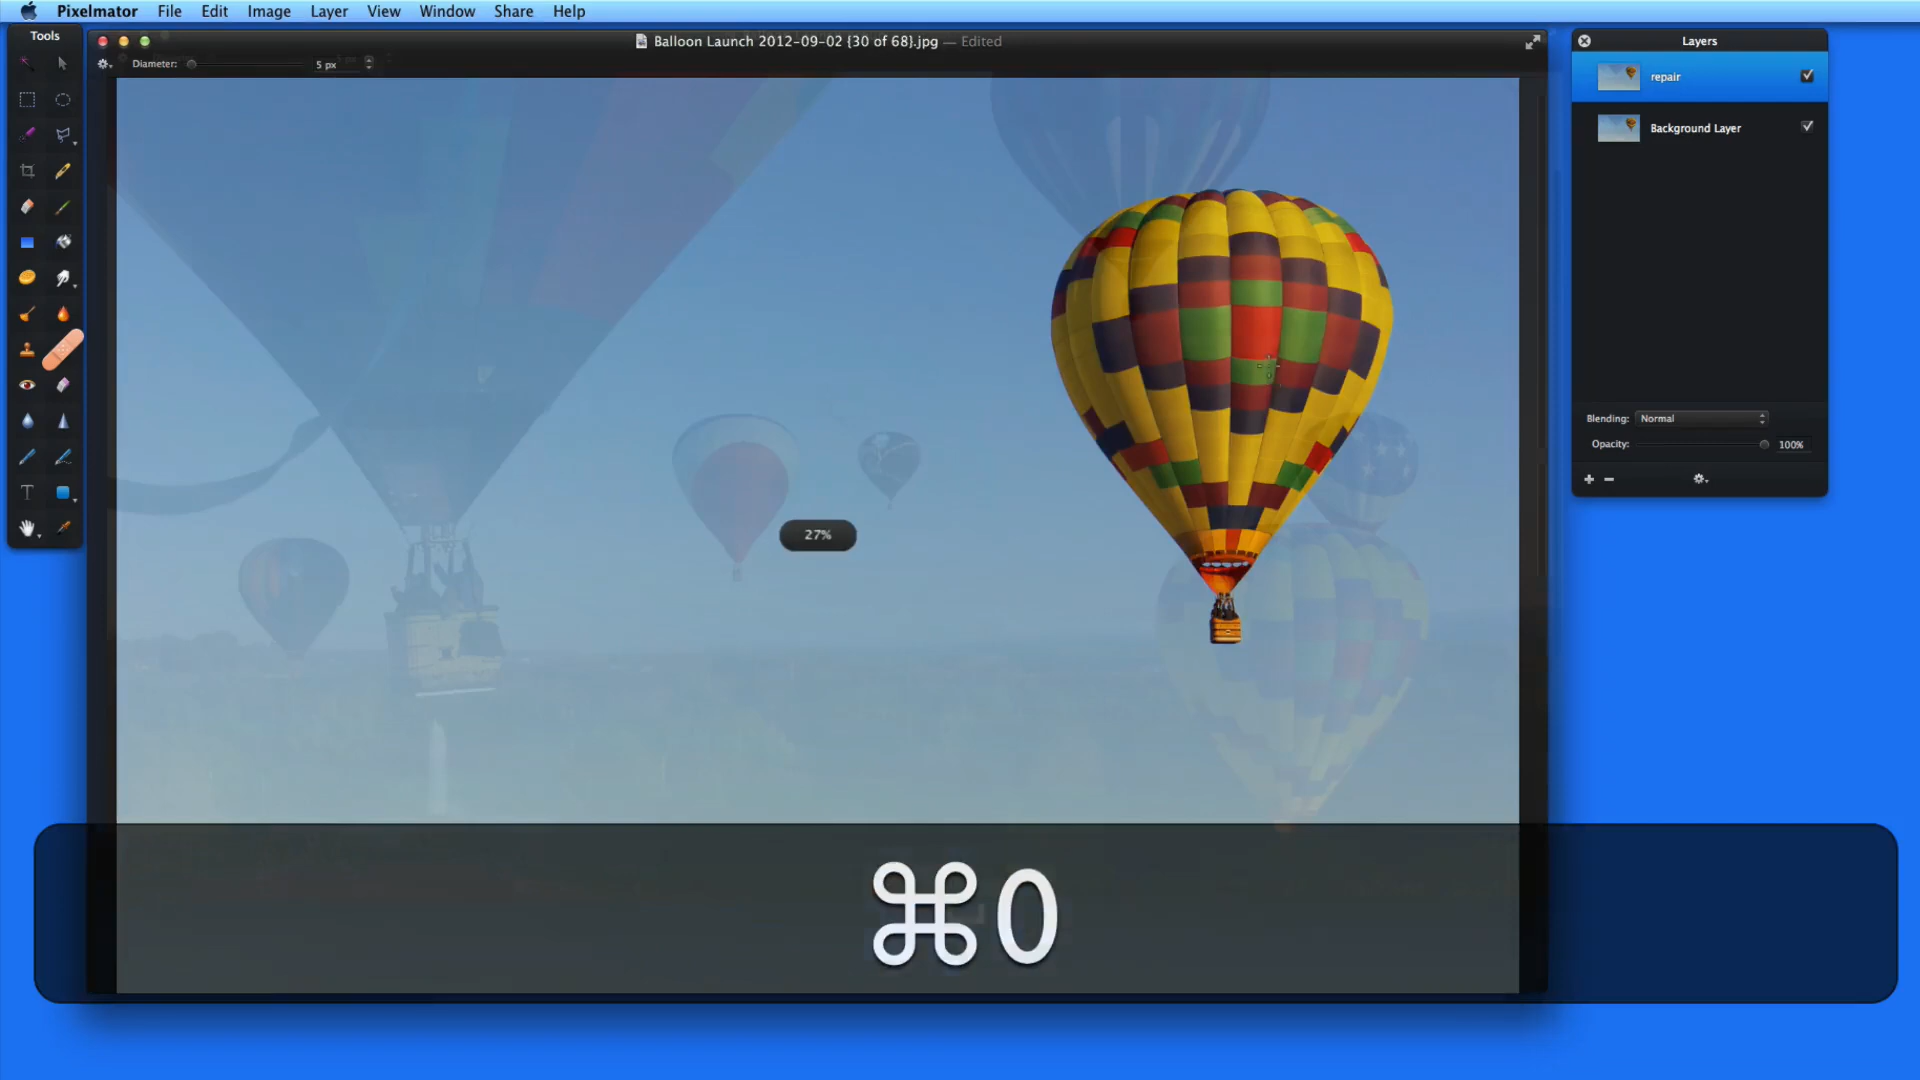 Pixelmator File Edit Image Layer View Window Share Help
Tools
Balloon Launch 2012-09-02 {30 of 68}.jpg — Edited
Diameter: 5 px
Layers
repair
Background Layer
Blending: Normal
Opacity: 100%
T
27%
⌘0